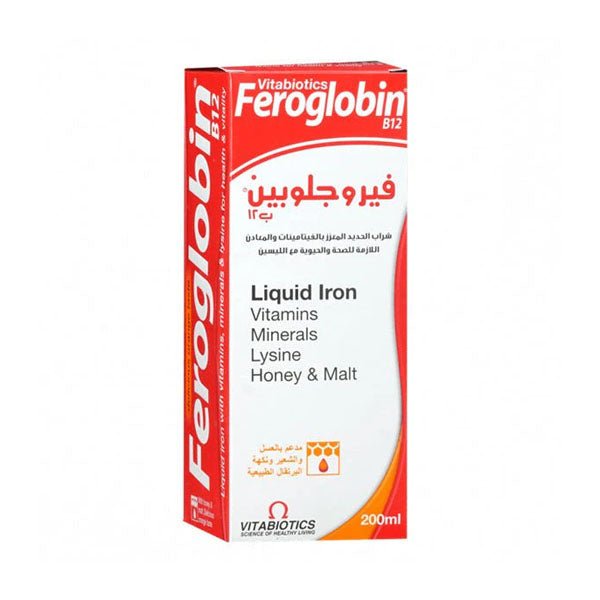 Vitabiotics
Feroglobin
B12
فيروجلوبين
ب١٢
شراب الحديد المعزز بالفيتامينات والمعادن
اللازمة للصحة والحيوية مع الليسين
Liquid Iron
Vitamins
Minerals
Lysine
Honey & Malt
مدعم بالعسل
والشعير ونكهة
البرتقال الطبيعية
VITABIOTICS
SCIENCE OF HEALTHY LIVING
200ml
Feroglobin
B12
Liquid iron with vitamins, minerals & lysine for health & vitality